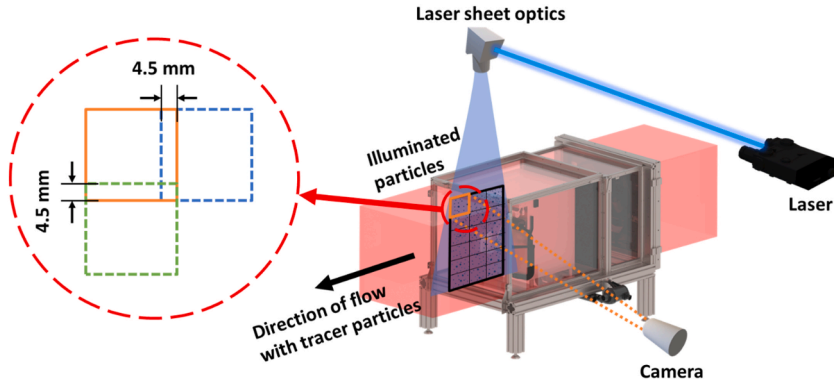 Laser sheet optics
4.5 mm
Illuminated
particles
4.5 mm
Laser
Direction of flow
with tracer particles
Camera